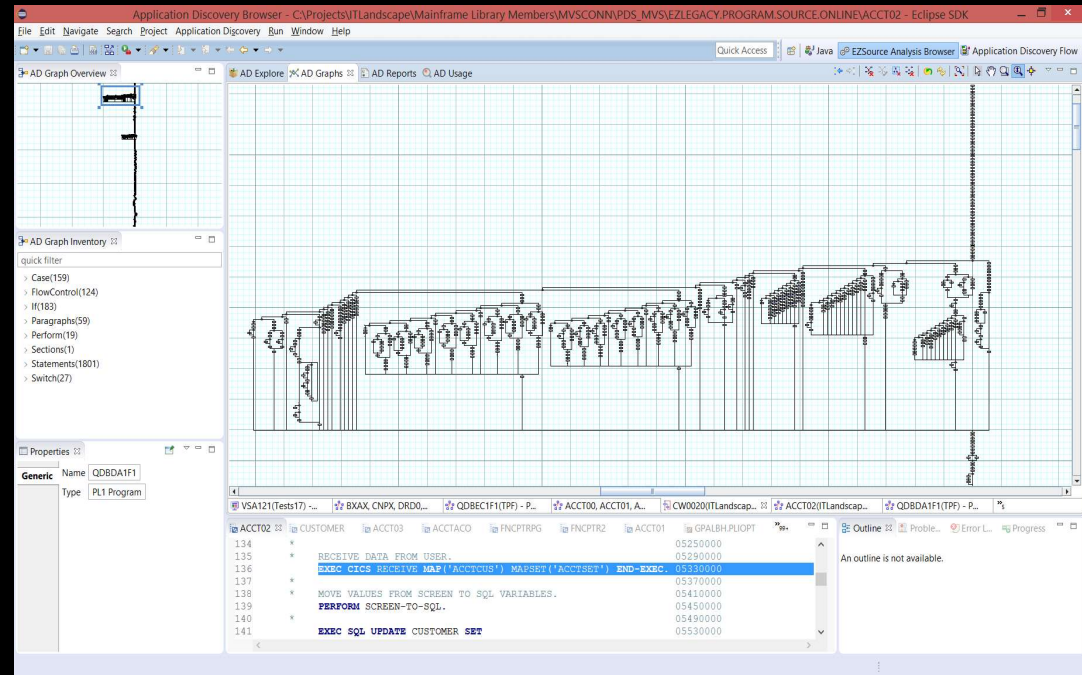 Application Discovery Browser - C:\Projects\ITLandscape\Mainframe Library Members\MVSCONN\PDS_MVS\EZLEGACY.PROGRAM.SOURCE.ONLINE\ACCT02 - Eclipse SDK
File Edit Navigate Search Project Application Discovery Run Window Help
Quick Access Java EZSource Analysis Browser Application Discovery Flow
AD Graph Overview
AD Explore AD Graphs AD Reports AD Usage
AD Graph Inventory
quick filter
Case(159)
FlowControl(124)
If(183)
Paragraphs(59)
Perform(19)
Sections(1)
Statements(1801)
Switch(27)
Properties
Generic Name QDBDA1F1
Type PL1 Program
VSA121(Tests17) -... BXAX, CNPX, DRD0,... QDBEC1F1(TPF) - P... ACCT00, ACCT01, A... CW0020(ITLandscap... ACCT02(ITLandscap... QDBDA1F1(TPF) - P... »5
ACCT02 CUSTOMER ACCT03 ACCTACO FNCPTRPG FNCPTR2 ACCT01 GPALBH.PLIOPT »99+
134 * 05250000
135 * RECEIVE DATA FROM USER. 05290000
136 EXEC CICS RECEIVE MAP('ACCTCUS') MAPSET('ACCTSET') END-EXEC. 05330000
137 * 05370000
138 * MOVE VALUES FROM SCREEN TO SQL VARIABLES. 05410000
139 PERFORM SCREEN-TO-SQL. 05450000
140 * 05490000
141 EXEC SQL UPDATE CUSTOMER SET 05530000
Outline Proble... Error L... Progress
An outline is not available.